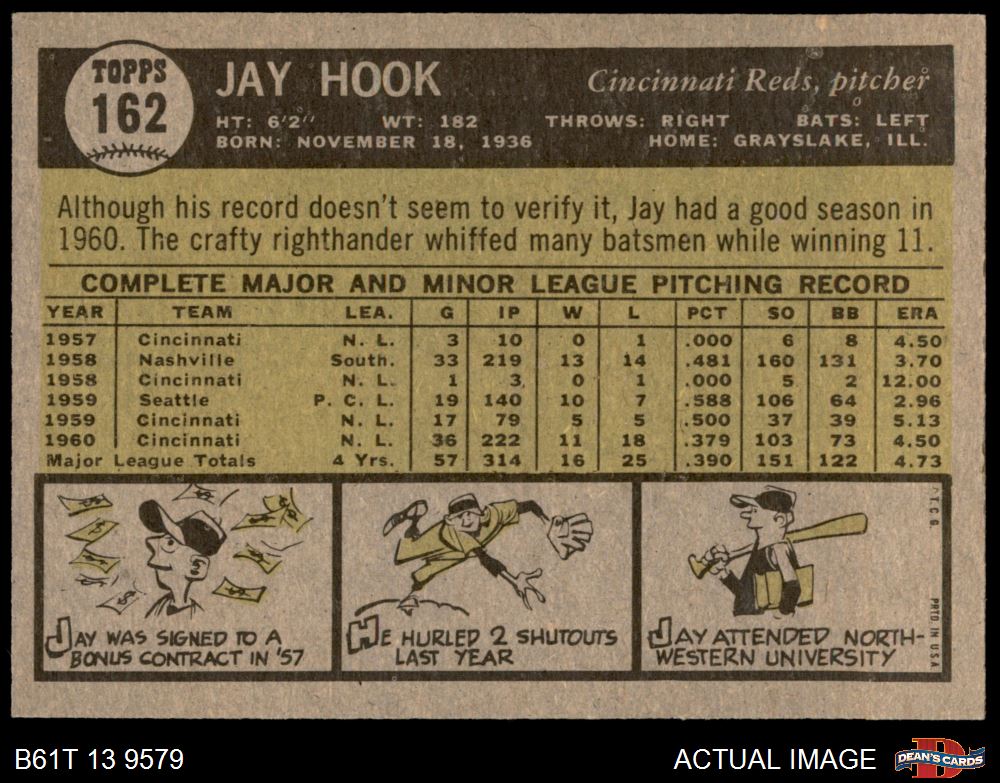 TOPPS
162
JAY HOOK
Cincinnati Reds, pitcher
HT: 6'2" WT: 182 THROWS: RIGHT BATS: LEFT
BORN: NOVEMBER 18, 1936 HOME: GRAYSLAKE, ILL.
Although his record doesn't seem to verify it, Jay had a good season in
1960. The crafty righthander whiffed many batsmen while winning 11.
COMPLETE MAJOR AND MINOR LEAGUE PITCHING RECORD
YEAR TEAM LEA. G IP W L PCT SO BB ERA
1957 Cincinnati N. L. 3 10 0 1 .000 6 8 4.50
1958 Nashville South. 33 219 13 14 .481 160 131 3.70
1958 Cincinnati N. L. 1 3 0 1 .000 5 2 12.00
1959 Seattle P. C. L. 19 140 10 7 .588 106 64 2.96
1959 Cincinnati N. L. 17 79 5 5 .500 37 39 5.13
1960 Cincinnati N. L. 36 222 11 18 .379 103 73 4.50
Major League Totals 4 Yrs. 57 314 16 25 .390 151 122 4.73
JAY WAS SIGNED TO A
BONUS CONTRACT IN '57
HE HURLED 2 SHUTOUTS
LAST YEAR
JAY ATTENDED NORTH-
WESTERN UNIVERSITY
T.C.G.
PRTD. IN U.S.A.
B61T 13 9579
ACTUAL IMAGE
DEAN'S CARDS